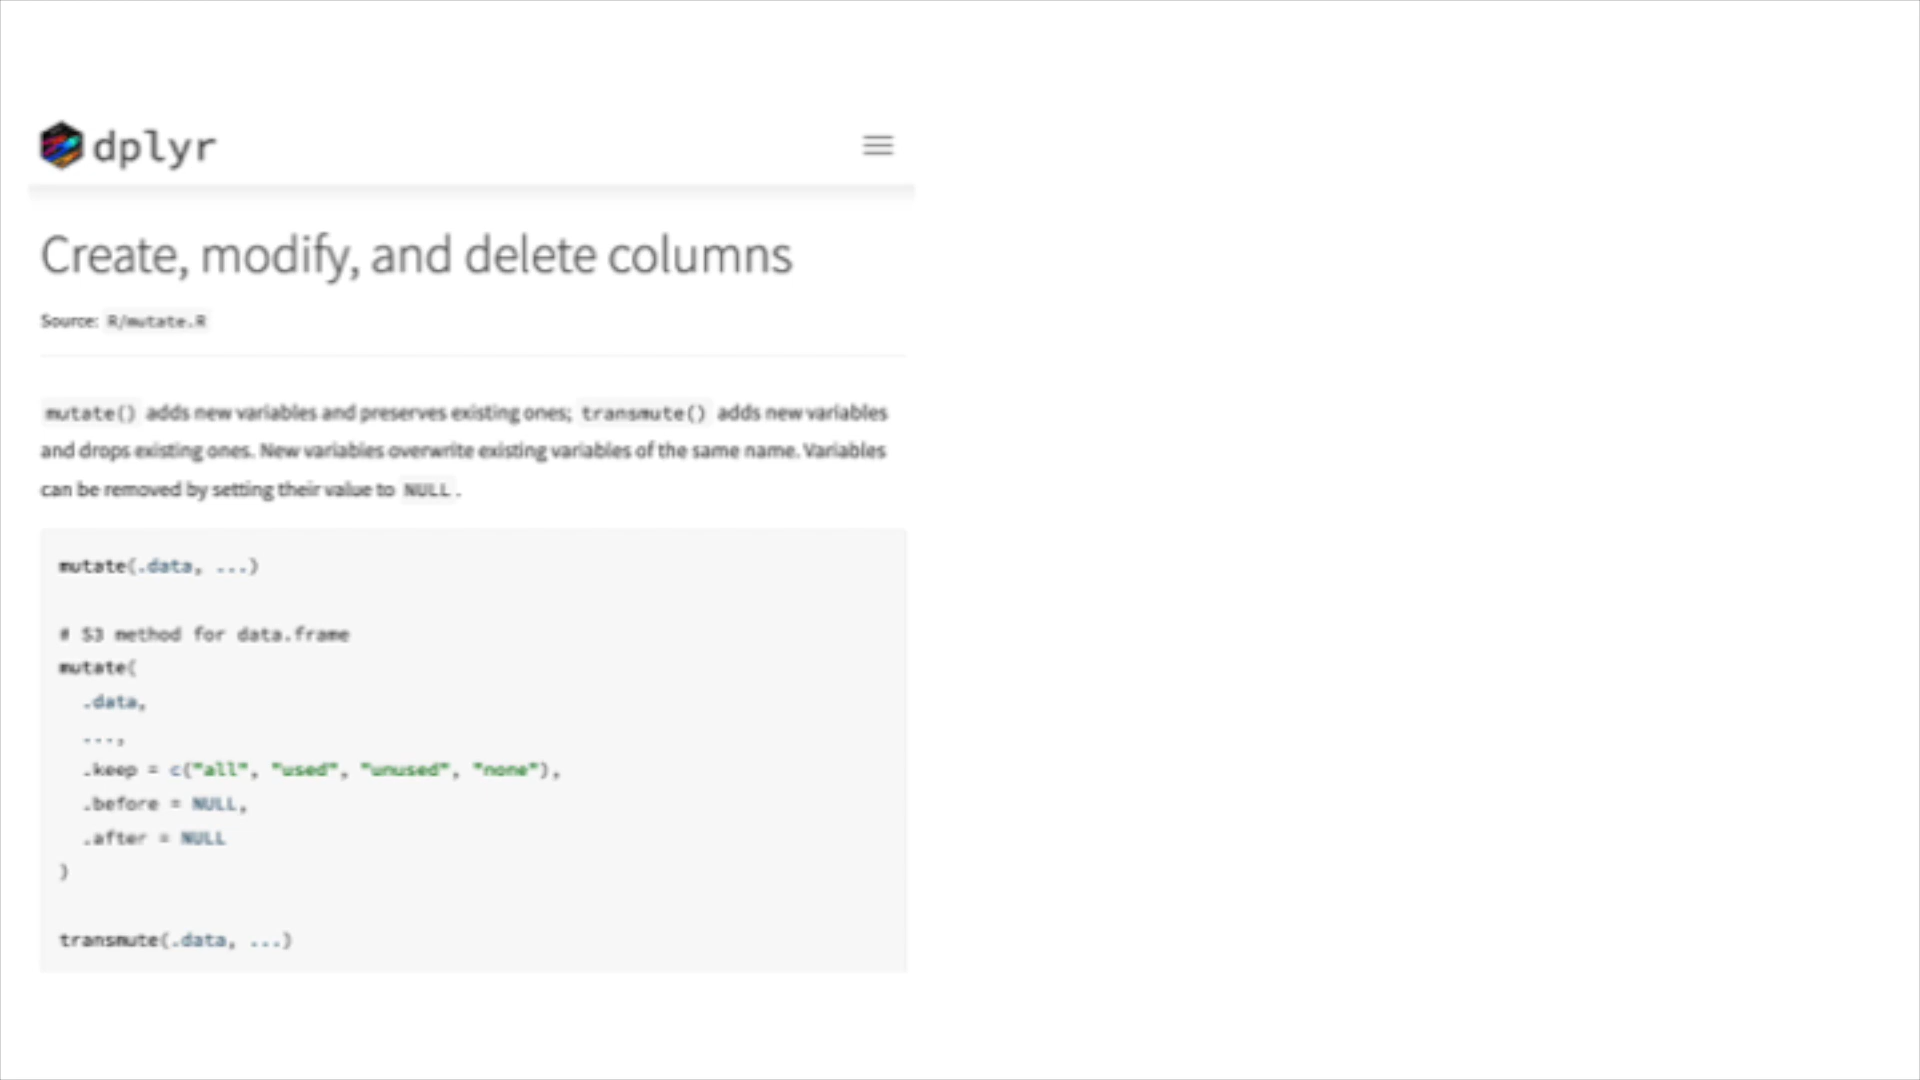 dplyr
Create, modify, and delete columns
Source: R/mutate.R
mutate() adds new variables and preserves existing ones; transmute() adds new variables
and drops existing ones. New variables overwrite existing variables of the same name. Variables
can be removed by setting their value to NULL.
mutate(.data, ...)
# S3 method for data.frame
mutate(
  .data,
  ...,
  .keep = c("all", "used", "unused", "none"),
  .before = NULL,
  .after = NULL
)
transmute(.data, ...)